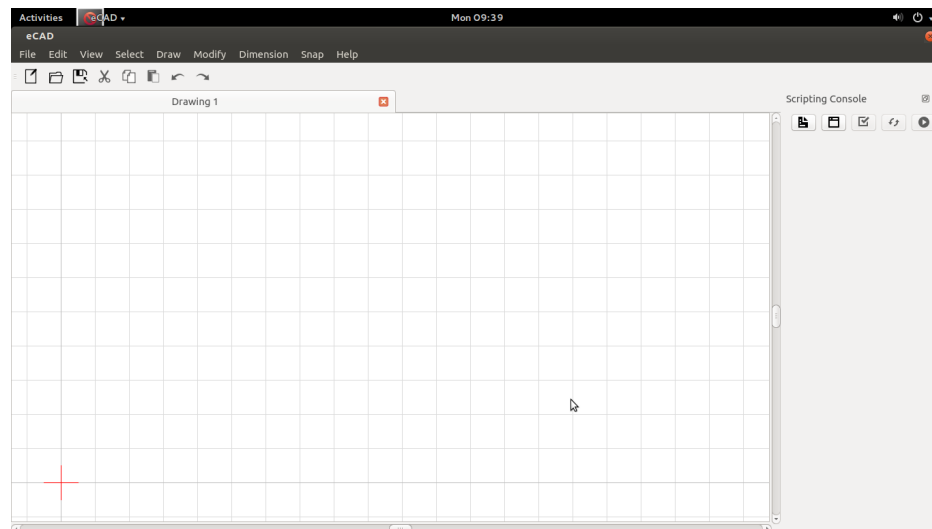 Activities eCAD Mon 09:39
eCAD
File Edit View Select Draw Modify Dimension Snap Help
Drawing 1
Scripting Console